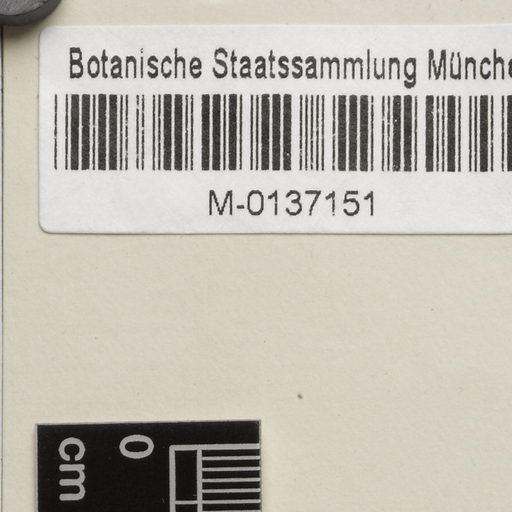 Botanische Staatssammlung Münche
M-0137151
0
cm